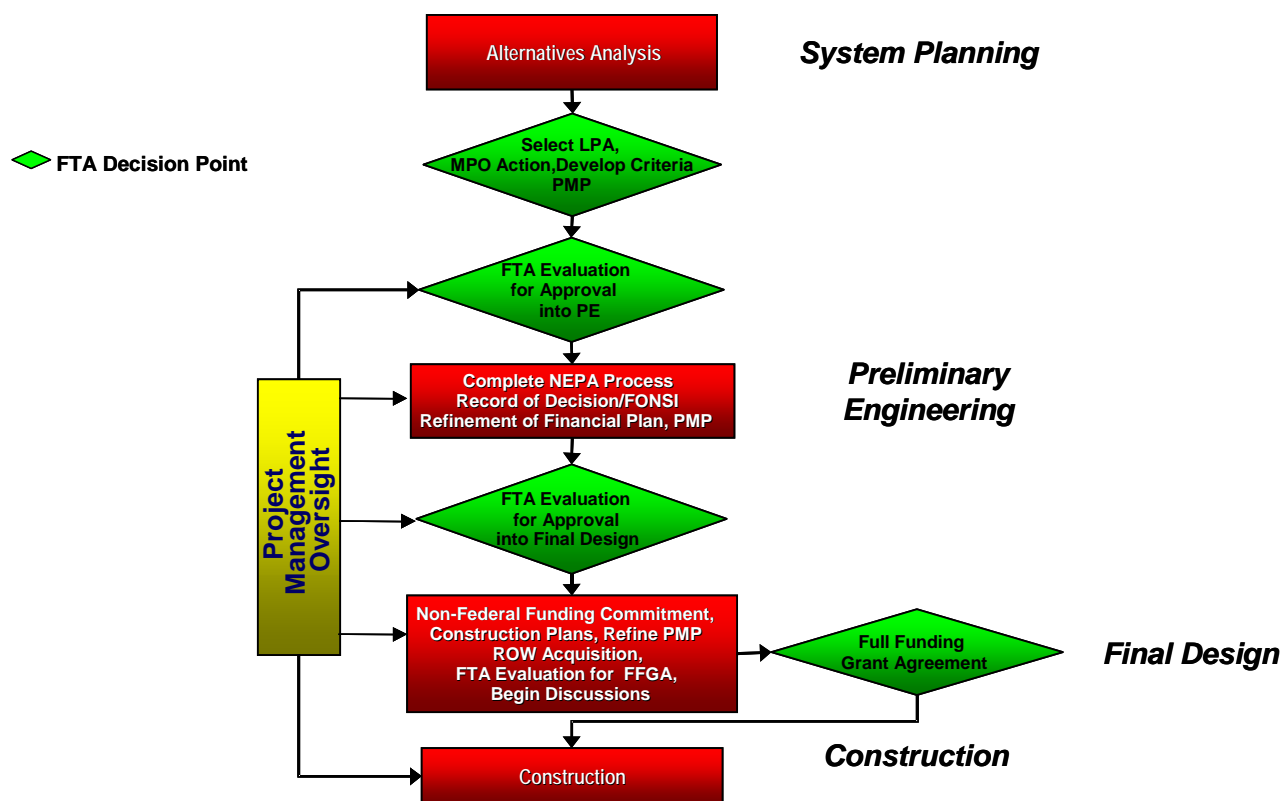 Alternatives Analysis
System Planning
FTA Decision Point
Select LPA,
MPO Action,Develop Criteria
PMP
FTA Evaluation
for Approval
into PE
Complete NEPA Process
Record of Decision/FONSI
Refinement of Financial Plan, PMP
Preliminary
Engineering
Project
Management
Oversight
FTA Evaluation
for Approval
into Final Design
Non-Federal Funding Commitment,
Construction Plans, Refine PMP
ROW Acquisition,
FTA Evaluation for FFGA,
Begin Discussions
Full Funding
Grant Agreement
Final Design
Construction
Construction